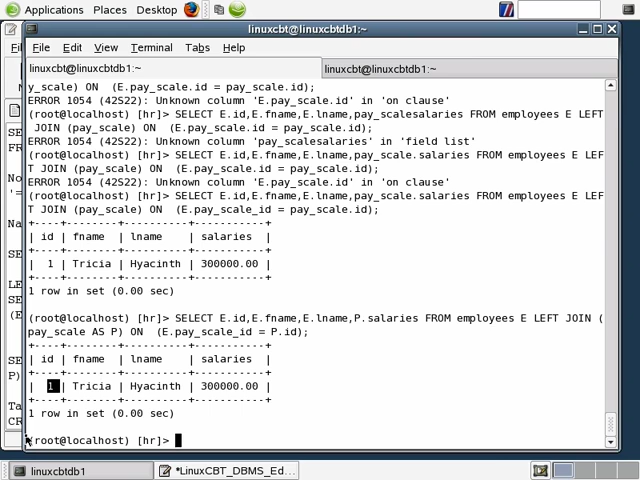 Applications Places Desktop
linuxcbt@linuxcbtdb1:~
File Edit View Terminal Tabs Help
linuxcbt@linuxcbtdb1:~ linuxcbt@linuxcbtdb1:~
y_scale) ON (E.pay_scale.id = pay_scale.id);
ERROR 1054 (42S22): Unknown column 'E.pay_scale.id' in 'on clause'
(root@localhost) [hr]> SELECT E.id,E.fname,E.lname,pay_scalesalaries FROM employees E LEFT
JOIN (pay_scale) ON (E.pay_scale.id = pay_scale.id);
ERROR 1054 (42S22): Unknown column 'pay_scalesalaries' in 'field list'
(root@localhost) [hr]> SELECT E.id,E.fname,E.lname,pay_scale.salaries FROM employees E LEF
T JOIN (pay_scale) ON (E.pay_scale.id = pay_scale.id);
ERROR 1054 (42S22): Unknown column 'E.pay_scale.id' in 'on clause'
(root@localhost) [hr]> SELECT E.id,E.fname,E.lname,pay_scale.salaries FROM employees E LEF
T JOIN (pay_scale) ON (E.pay_scale_id = pay_scale.id);
+----+--------+----------+-----------+
| id | fname | lname | salaries |
+----+--------+----------+-----------+
| 1 | Tricia | Hyacinth | 300000.00 |
+----+--------+----------+-----------+
1 row in set (0.00 sec)
(root@localhost) [hr]> SELECT E.id,E.fname,E.lname,P.salaries FROM employees E LEFT JOIN (
pay_scale AS P) ON (E.pay_scale_id = P.id);
+----+--------+----------+-----------+
| id | fname | lname | salaries |
+----+--------+----------+-----------+
| 1 | Tricia | Hyacinth | 300000.00 |
+----+--------+----------+-----------+
1 row in set (0.00 sec)
(root@localhost) [hr]>
linuxcbtdb1 *LinuxCBT_DBMS_Ed...